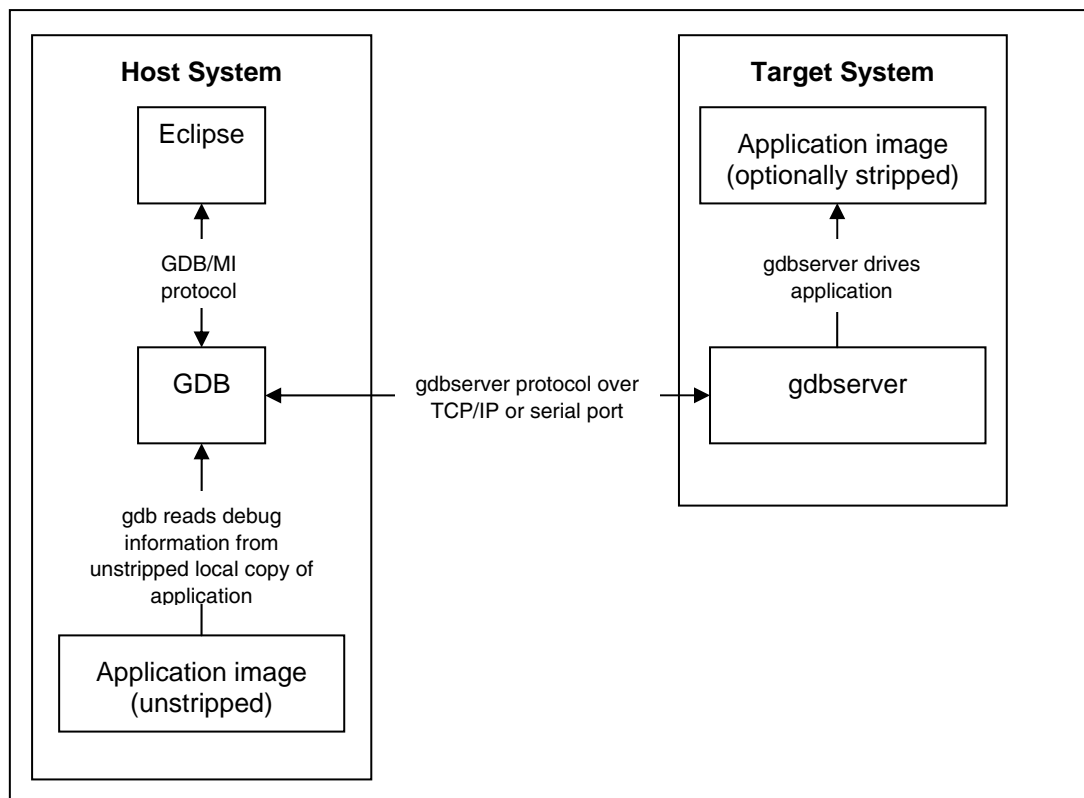 Host System
Eclipse
GDB/MI
protocol
GDB
gdb reads debug
information from
unstripped local copy of
application
Application image
(unstripped)
gdbserver protocol over
TCP/IP or serial port
Target System
Application image
(optionally stripped)
gdbserver drives
application
gdbserver